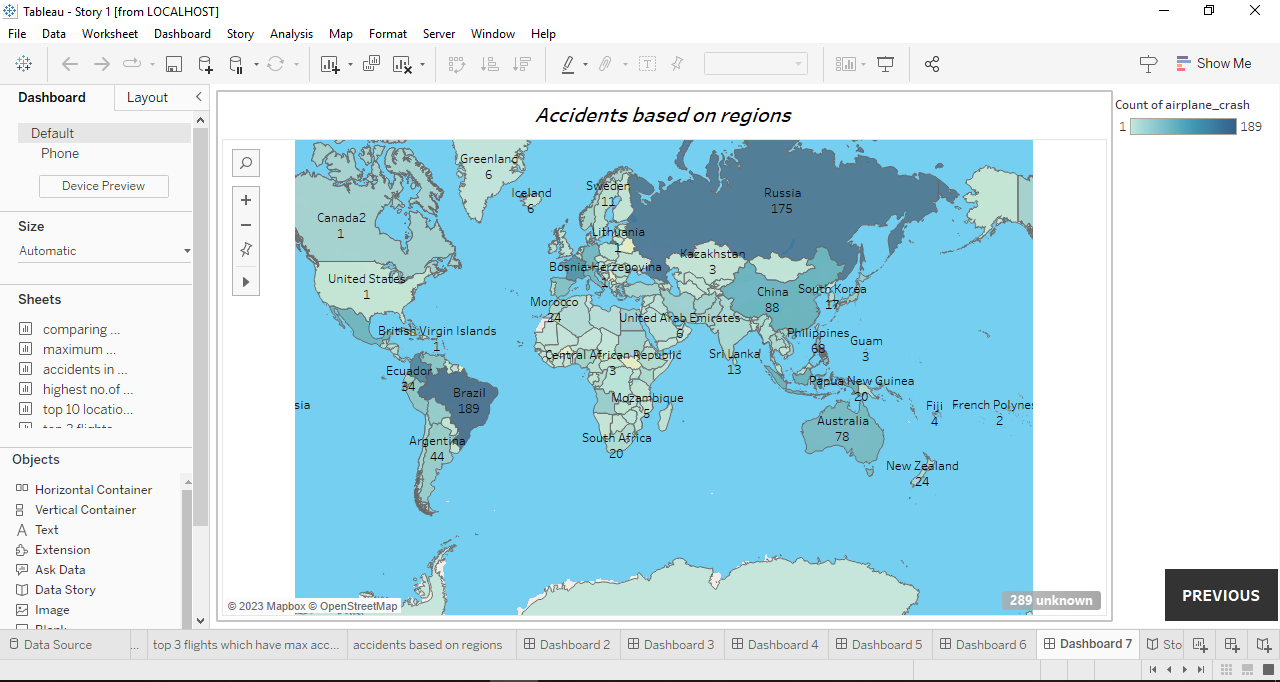 Tableau - Story 1 [from LOCALHOST]
File Data Worksheet Dashboard Story Analysis Map Format Server Window Help
Show Me
Dashboard Layout
Default
Phone
Device Preview
Size
Automatic
Sheets
comparing ...
maximum ...
accidents in ...
highest no.of ...
top 10 locatio...
top 3 flights
Objects
Horizontal Container
Vertical Container
Text
Extension
Ask Data
Data Story
Image
Blank
Accidents based on regions
Greenland
6
Iceland
6
Sweden
11
Russia
175
Canada2
1
Lithuania
1
Kazakhstan
3
Bosnia-Herzegovina
1
United States
1
China
88
South Korea
17
Morocco
24
United Arab Emirates
6
British Virgin Islands
1
Philippines
68
Guam
3
Central African Republic
3
Sri Lanka
13
Ecuador
34
Brazil
189
Papua New Guinea
20
Mozambique
5
sia
Fiji
4
French Polynes
2
Australia
78
Argentina
44
South Africa
20
New Zealand
24
© 2023 Mapbox © OpenStreetMap
289 unknown
Count of airplane_crash
1 189
PREVIOUS
Data Source ... top 3 flights which have max acc... accidents based on regions Dashboard 2 Dashboard 3 Dashboard 4 Dashboard 5 Dashboard 6 Dashboard 7 Sto